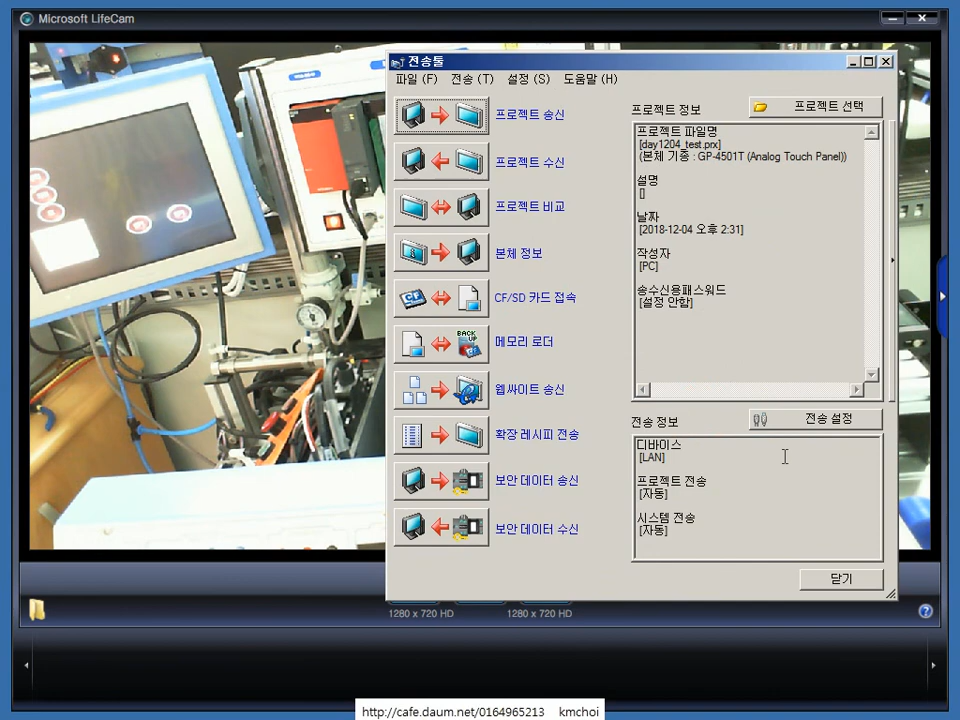 Microsoft LifeCam
전송툴
파일 (F) 전송 (T) 설정 (S) 도움말 (H)
프로젝트 송신
프로젝트 수신
프로젝트 비교
본체 정보
CF/SD 카드 접속
메모리 로더
웹싸이트 송신
확장 레시피 전송
보안 데이터 송신
보안 데이터 수신
CF
BACK UP
프로젝트 정보
프로젝트 선택
프로젝트 파일명
[day1204_test.prx]
(본체 기종 : GP-4501T (Analog Touch Panel))
설명
[]
날짜
[2018-12-04 오후 2:31]
작성자
[PC]
송수신용패스워드
[설정 안함]
전송 정보
전송 설정
디바이스
[LAN]
프로젝트 전송
[자동]
시스템 전송
[자동]
닫기
1280 x 720 HD
1280 x 720 HD
http://cafe.daum.net/0164965213 kmchoi